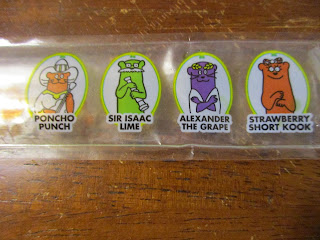 PONCHO
PUNCH
SIR ISAAC
LIME
ALEXANDER
THE GRAPE
STRAWBERRY
SHORT KOOK